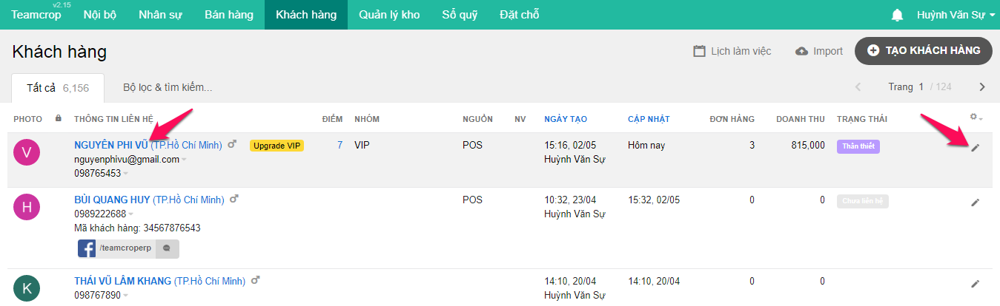 Teamcrop v2.15 Nội bộ Nhân sự Bán hàng Khách hàng Quản lý kho Sổ quỹ Đặt chỗ Huỳnh Văn Sự
Khách hàng Lịch làm việc Import TẠO KHÁCH HÀNG
Tất cả 6,156 Bộ lọc & tìm kiếm... Trang 1 / 124
PHOTO THÔNG TIN LIÊN HỆ ĐIỂM NHÓM NGUỒN NV NGÀY TẠO CẬP NHẬT ĐƠN HÀNG DOANH THU TRẠNG THÁI
V NGUYỄN PHI VŨ (TP.Hồ Chí Minh) Upgrade VIP 7 VIP POS 15:16, 02/05 Hôm nay 3 815,000 Thân thiết
nguyenphivu@gmail.com Huỳnh Văn Sự
098765453
H BÙI QUANG HUY (TP.Hồ Chí Minh) POS 10:32, 23/04 15:32, 02/05 0 0 Chưa liên hệ
0989222688 Huỳnh Văn Sự
Mã khách hàng: 34567876543
f /teamcroperp
K THÁI VŨ LÂM KHANG (TP.Hồ Chí Minh) 14:10, 20/04 14:10, 20/04 0 0
098767890 Huỳnh Văn Sự